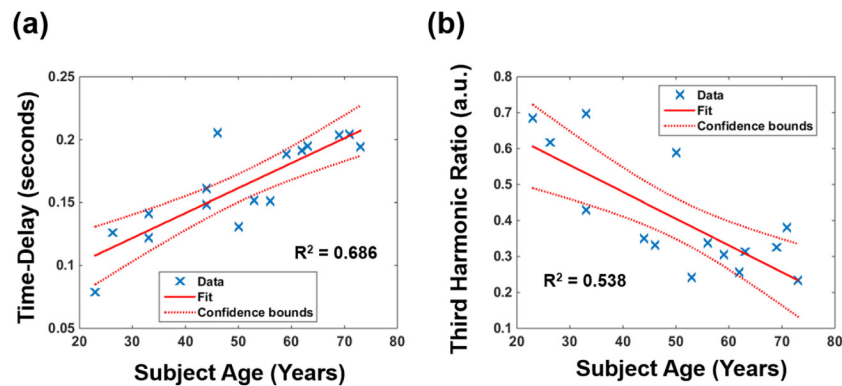 (a)
0.25
0.2
0.15
0.1
0.05
20 30 40 50 60 70 80
Time-Delay (seconds)
Subject Age (Years)
R² = 0.686
Data
Fit
Confidence bounds
(b)
0.8
0.7
0.6
0.5
0.4
0.3
0.2
0.1
20 30 40 50 60 70 80
Third Harmonic Ratio (a.u.)
Subject Age (Years)
Data
Fit
Confidence bounds
R² = 0.538